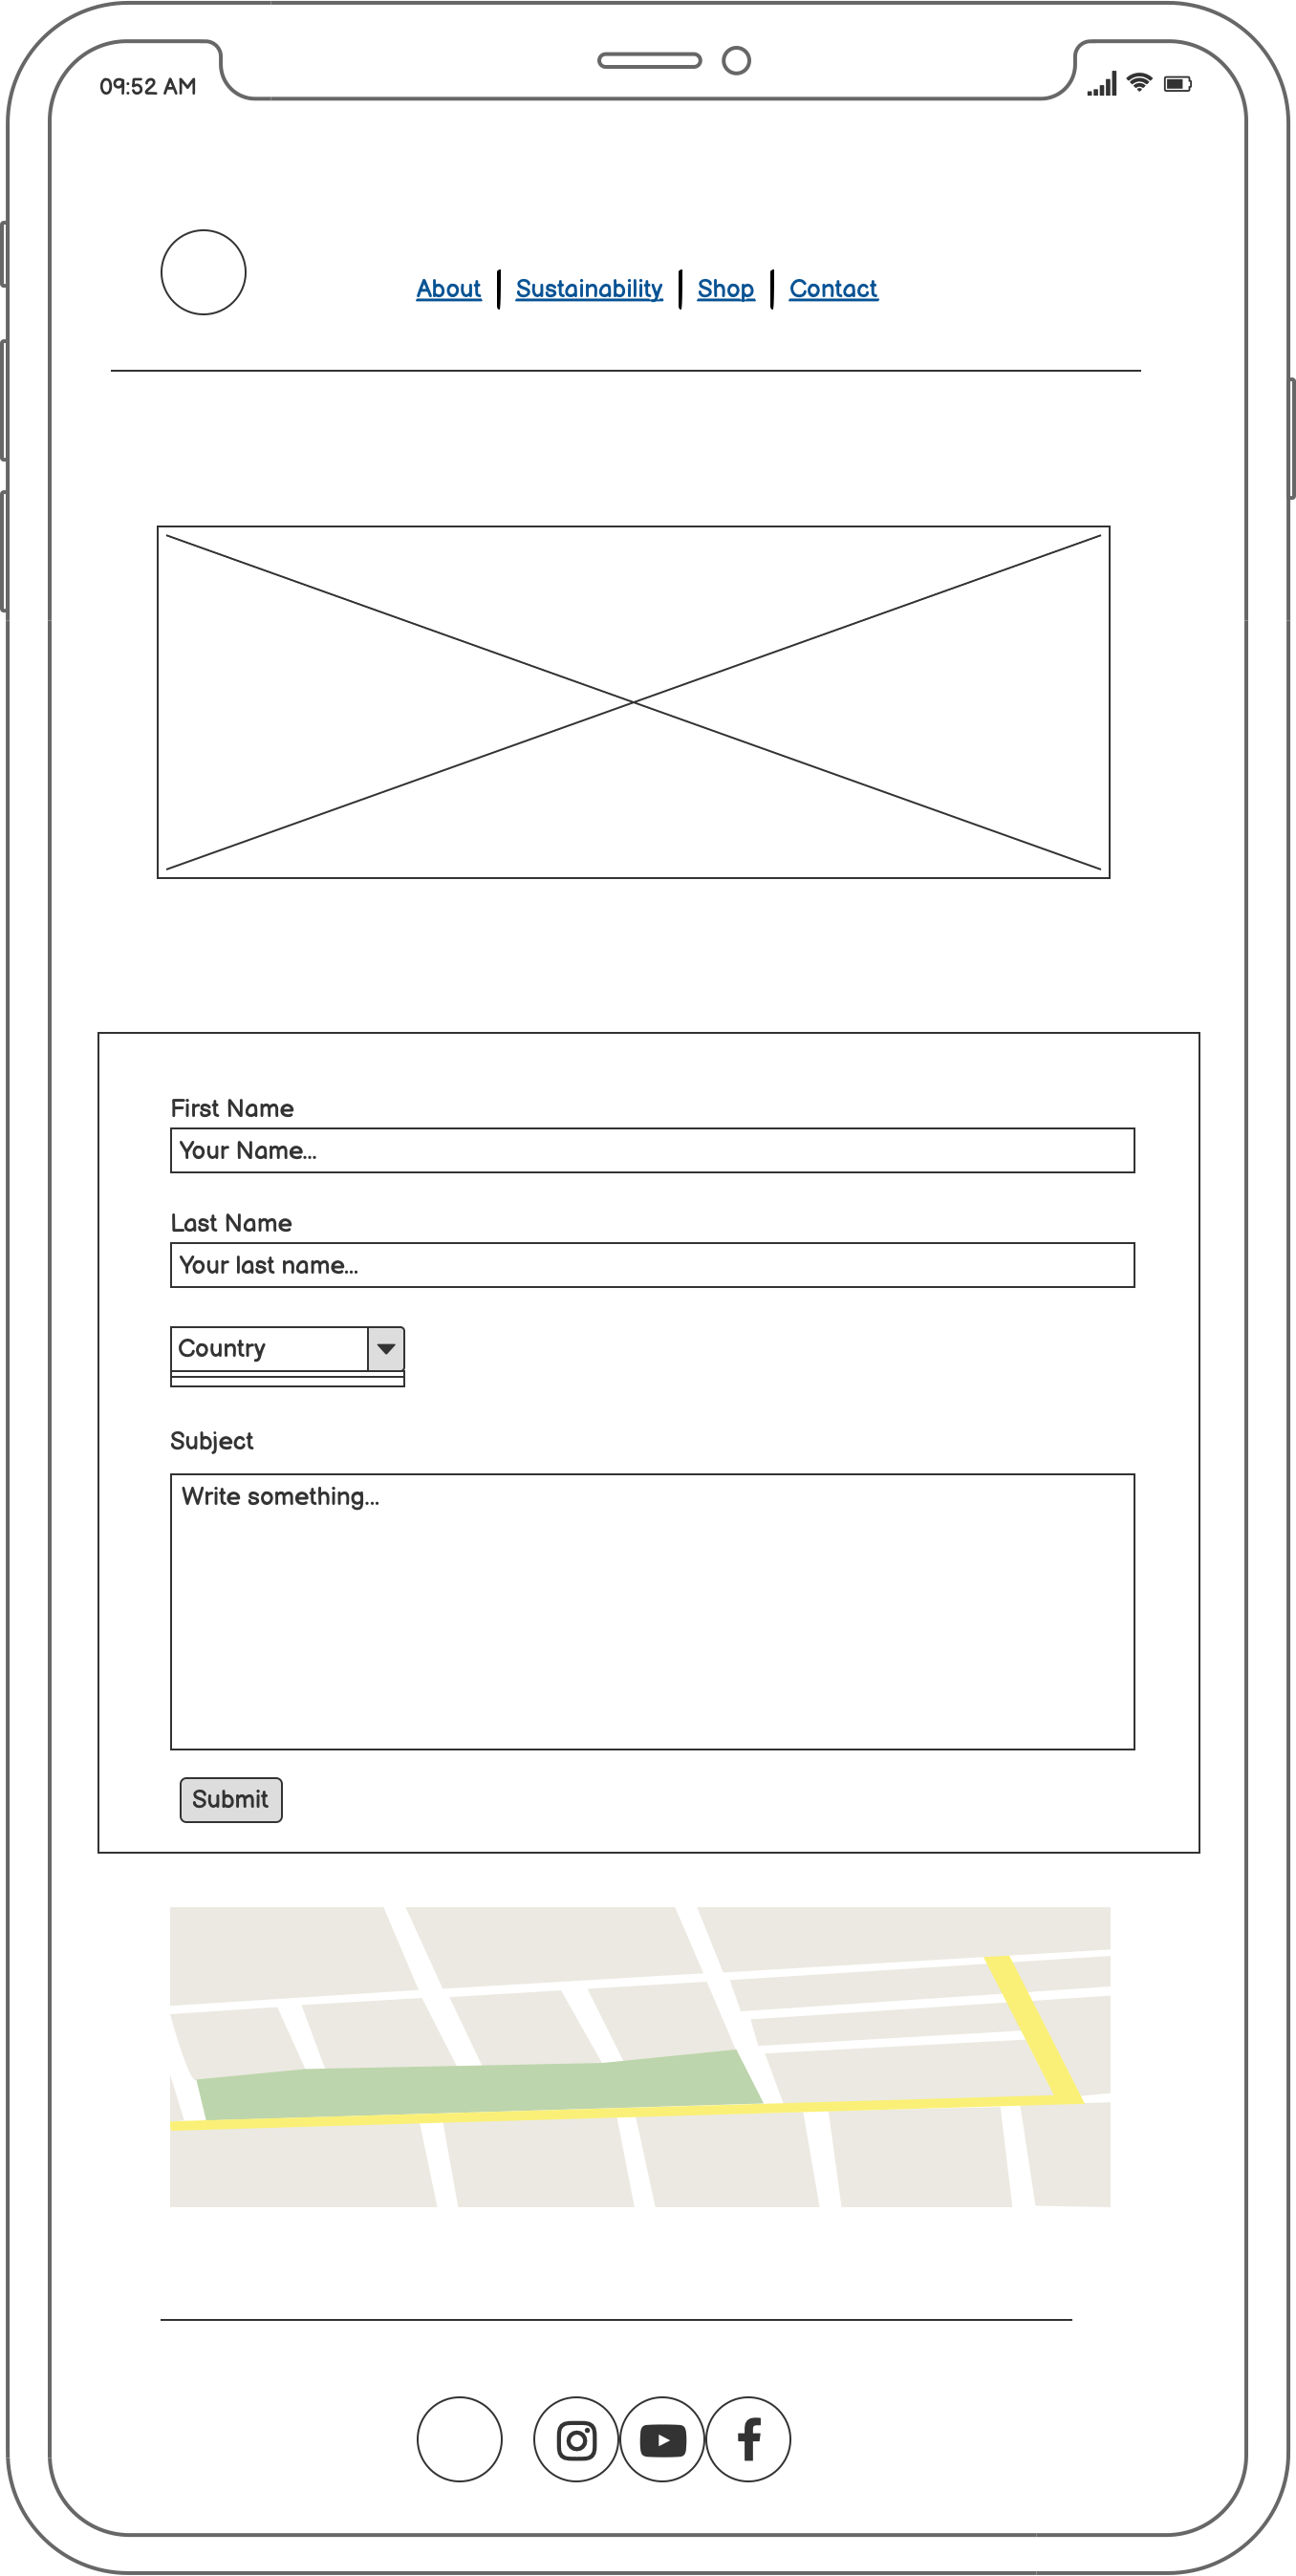 09:52 AM
About | Sustainability | Shop | Contact
First Name
Your Name...
Last Name
Your last name...
Country
Subject
Write something...
Submit